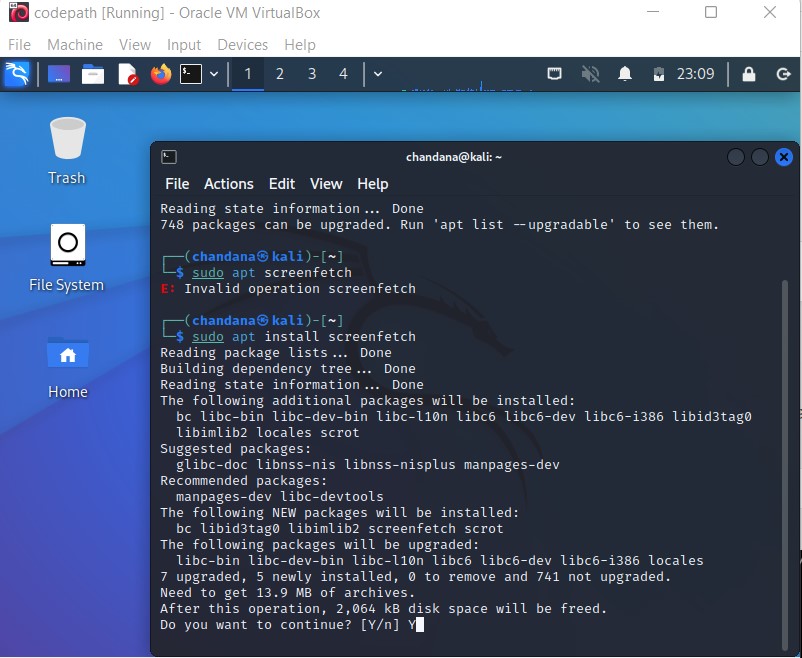 codepath [Running] - Oracle VM VirtualBox
File Machine View Input Devices Help
1 2 3 4 23:09
Trash
File System
Home
chandana@kali: ~
File Actions Edit View Help
Reading state information... Done
748 packages can be upgraded. Run 'apt list --upgradable' to see them.
┌──(chandana㉿kali)-[~]
└─$ sudo apt screenfetch
E: Invalid operation screenfetch
┌──(chandana㉿kali)-[~]
└─$ sudo apt install screenfetch
Reading package lists... Done
Building dependency tree... Done
Reading state information... Done
The following additional packages will be installed:
bc libc-bin libc-dev-bin libc-l10n libc6 libc6-dev libc6-i386 libid3tag0
libimlib2 locales scrot
Suggested packages:
glibc-doc libnss-nis libnss-nisplus manpages-dev
Recommended packages:
manpages-dev libc-devtools
The following NEW packages will be installed:
bc libid3tag0 libimlib2 screenfetch scrot
The following packages will be upgraded:
libc-bin libc-dev-bin libc-l10n libc6 libc6-dev libc6-i386 locales
7 upgraded, 5 newly installed, 0 to remove and 741 not upgraded.
Need to get 13.9 MB of archives.
After this operation, 2,064 kB disk space will be freed.
Do you want to continue? [Y/n] Y